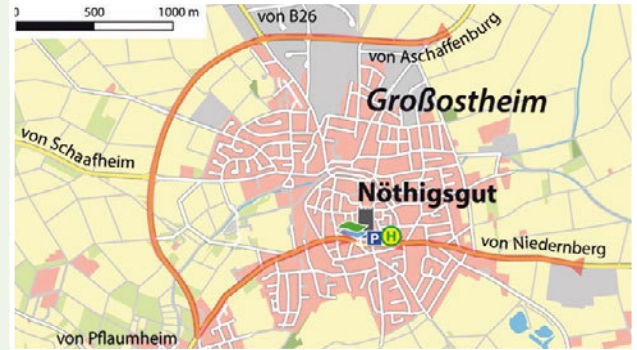 0 500 1000 m
von B26
von Aschaffenburg
Großostheim
von Schaafheim
Nöthigsgut
P H
von Niedernberg
von Pflaumheim